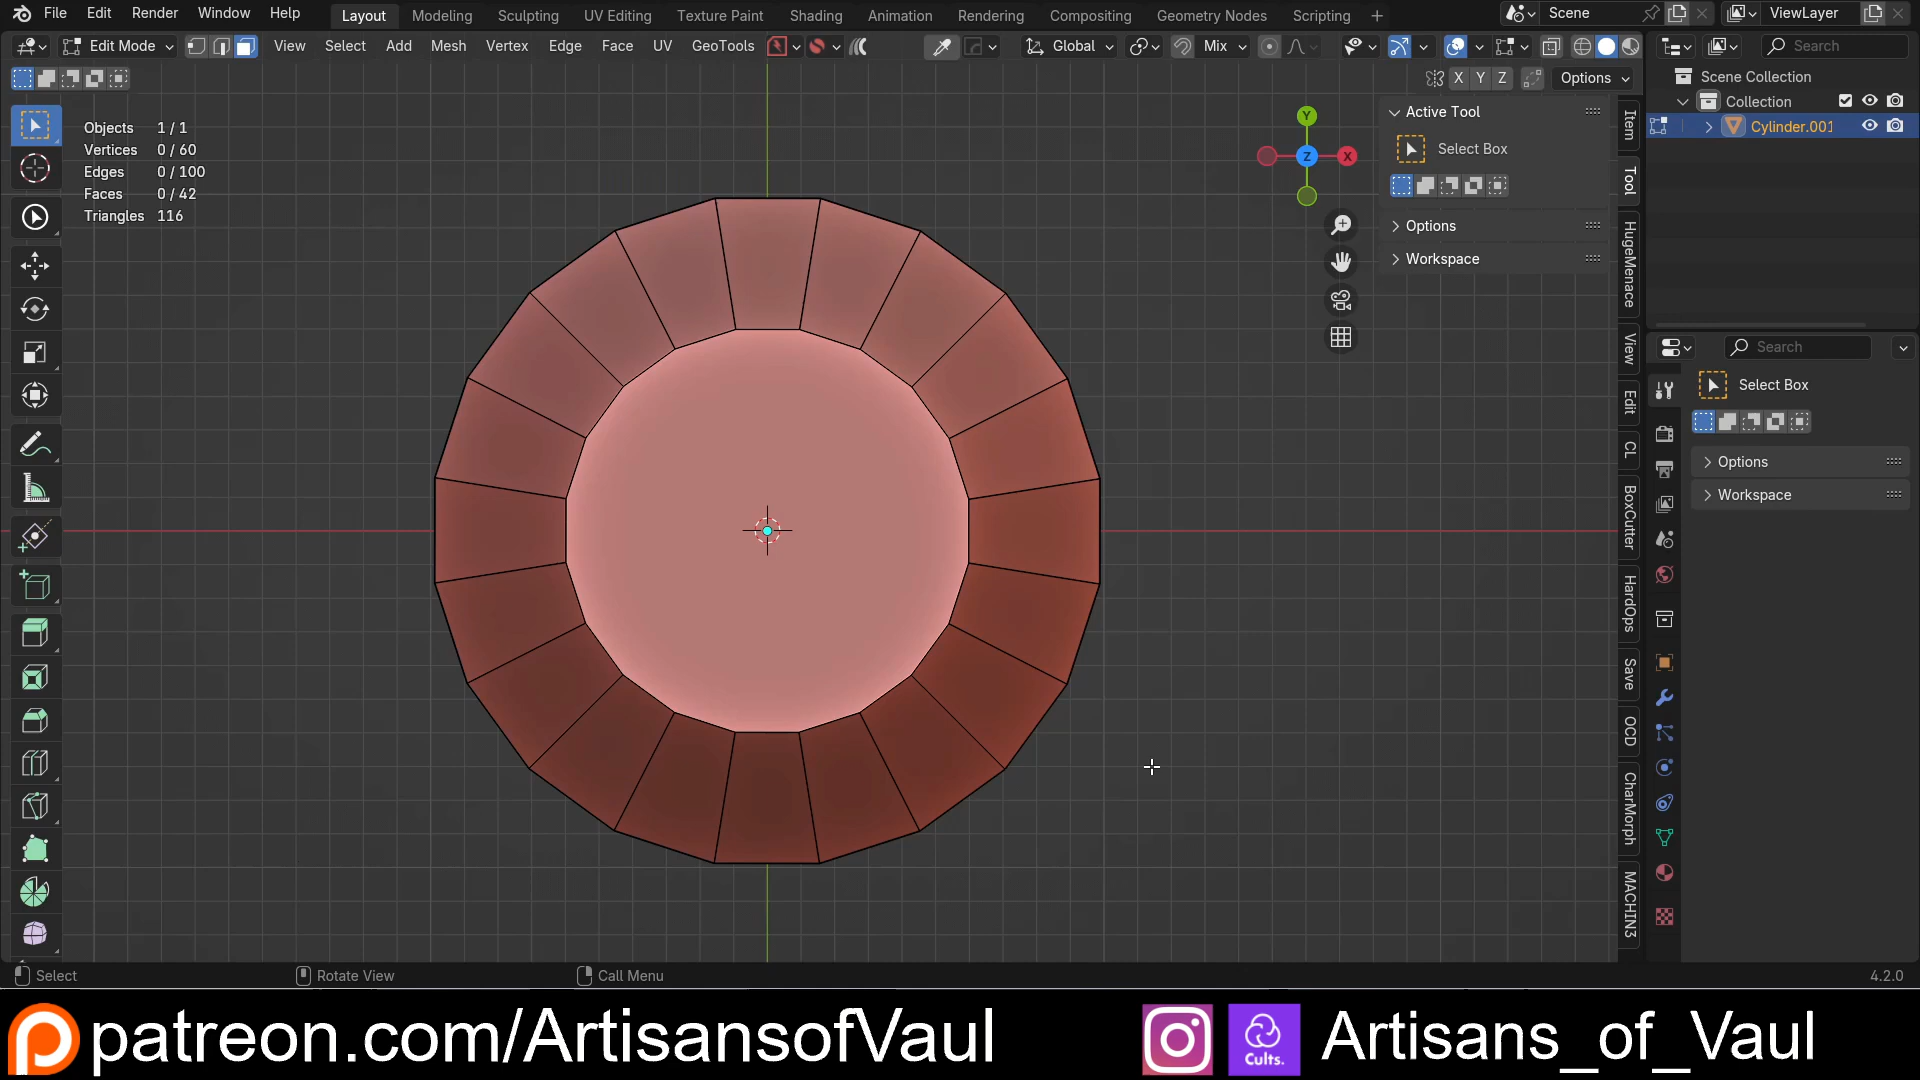 File Edit Render Window Help Layout Modeling Sculpting UV Editing Texture Paint Shading Animation Rendering Compositing Geometry Nodes Scripting + Scene ViewLayer
Edit Mode View Select Add Mesh Vertex Edge Face UV GeoTools Global Mix Search
X Y Z Options
Scene Collection
Collection
Cylinder.001
Objects 1 / 1
Vertices 0 / 60
Edges 0 / 100
Faces 0 / 42
Triangles 116
Y
Z
X
Active Tool
Select Box
Options
Workspace
Item
Tool
HugeMenace
View
Edit
CL
BoxCutter
HardOps
Save
OCD
CharMorph
MACHIN3
Search
Select Box
Options
Workspace
Select Rotate View Call Menu 4.2.0
patreon.com/ArtisansofVaul
Cults.
Artisans_of_Vaul